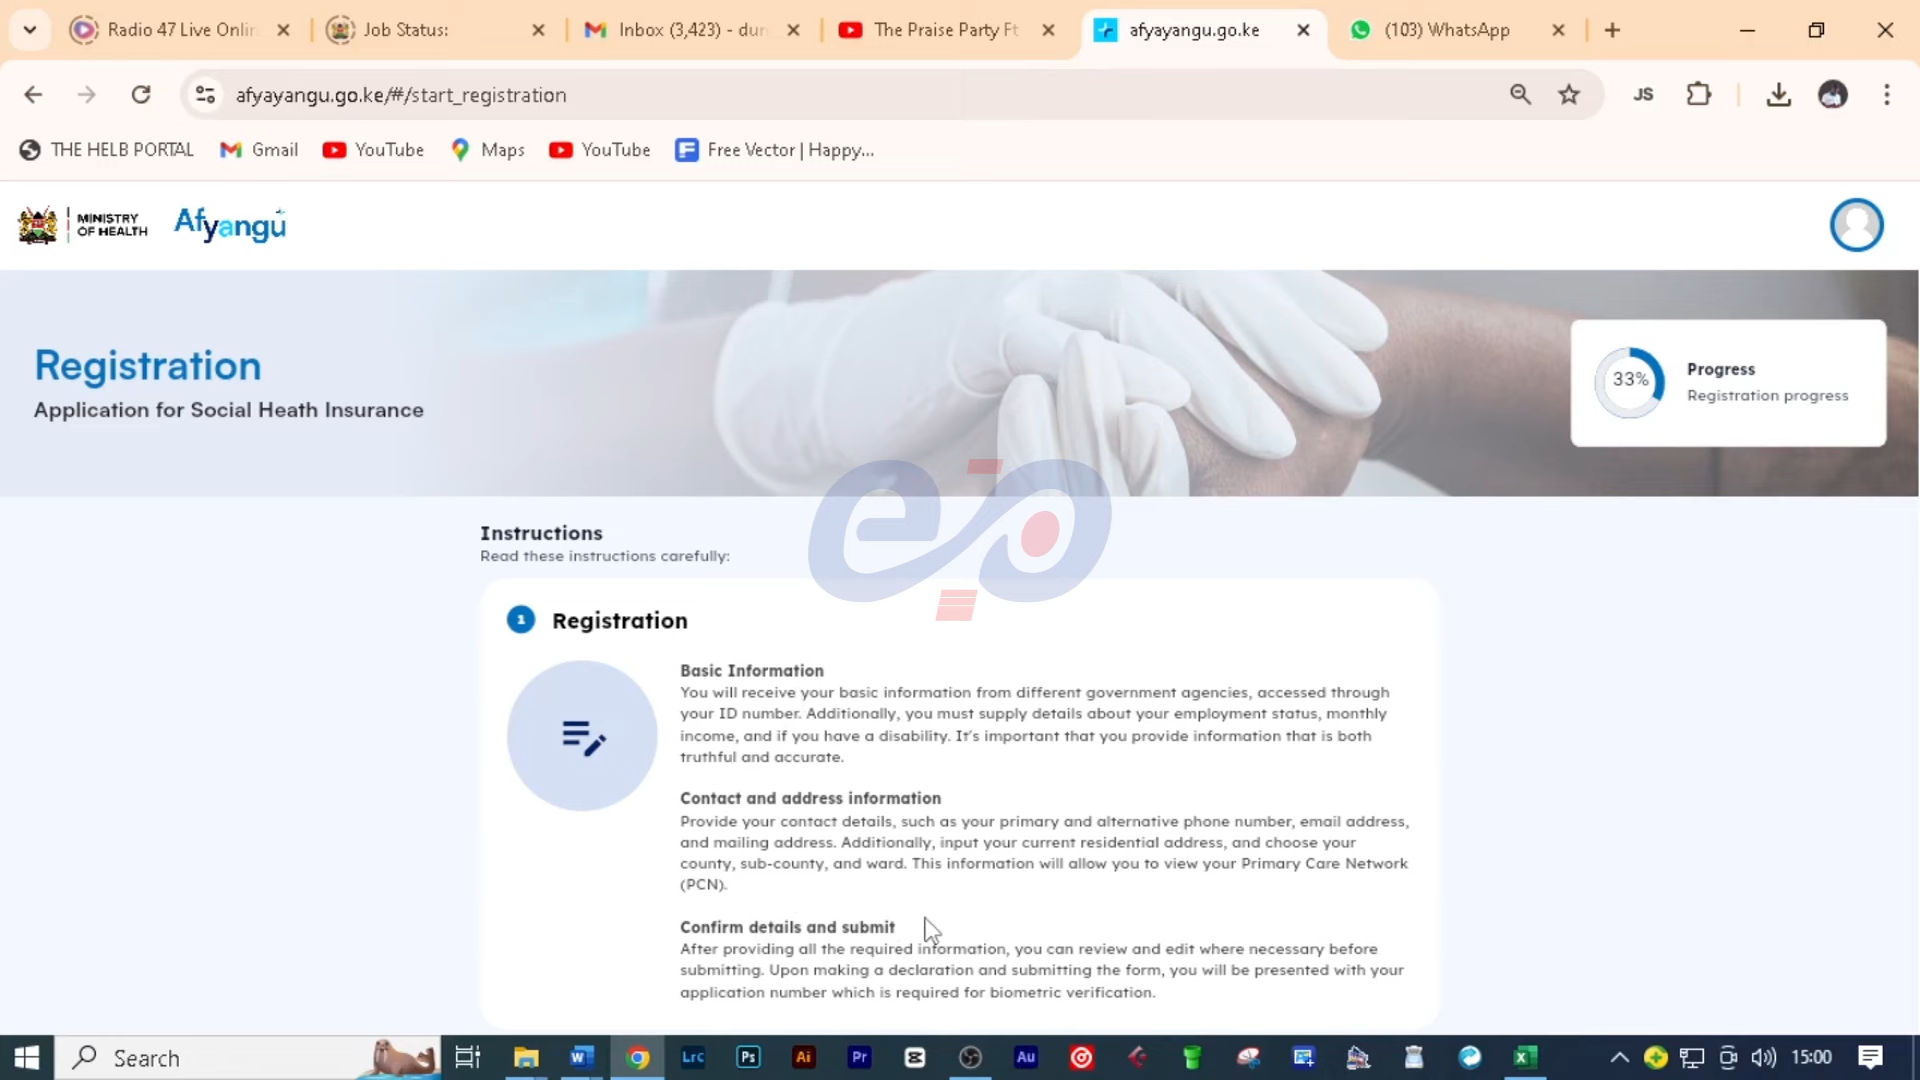 Radio 47 Live Onlin
Job Status:
Inbox (3,423) - dun
The Praise Party Ft
afyayangu.go.ke
(103) WhatsApp
afyayangu.go.ke/#/start_registration
JS
THE HELB PORTAL
Gmail
YouTube
Maps
YouTube
Free Vector | Happy...
MINISTRY
OF HEALTH
Afyangu
Registration
Application for Social Heath Insurance
33%
Progress
Registration progress
Instructions
Read these instructions carefully:
1 Registration
Basic Information
You will receive your basic information from different government agencies, accessed through
your ID number. Additionally, you must supply details about your employment status, monthly
income, and if you have a disability. It's important that you provide information that is both
truthful and accurate.
Contact and address information
Provide your contact details, such as your primary and alternative phone number, email address,
and mailing address. Additionally, input your current residential address, and choose your
county, sub-county, and ward. This information will allow you to view your Primary Care Network
(PCN).
Confirm details and submit
After providing all the required information, you can review and edit where necessary before
submitting. Upon making a declaration and submitting the form, you will be presented with your
application number which is required for biometric verification.
Search
Lrc
Ps
Ai
Pr
Au
15:00